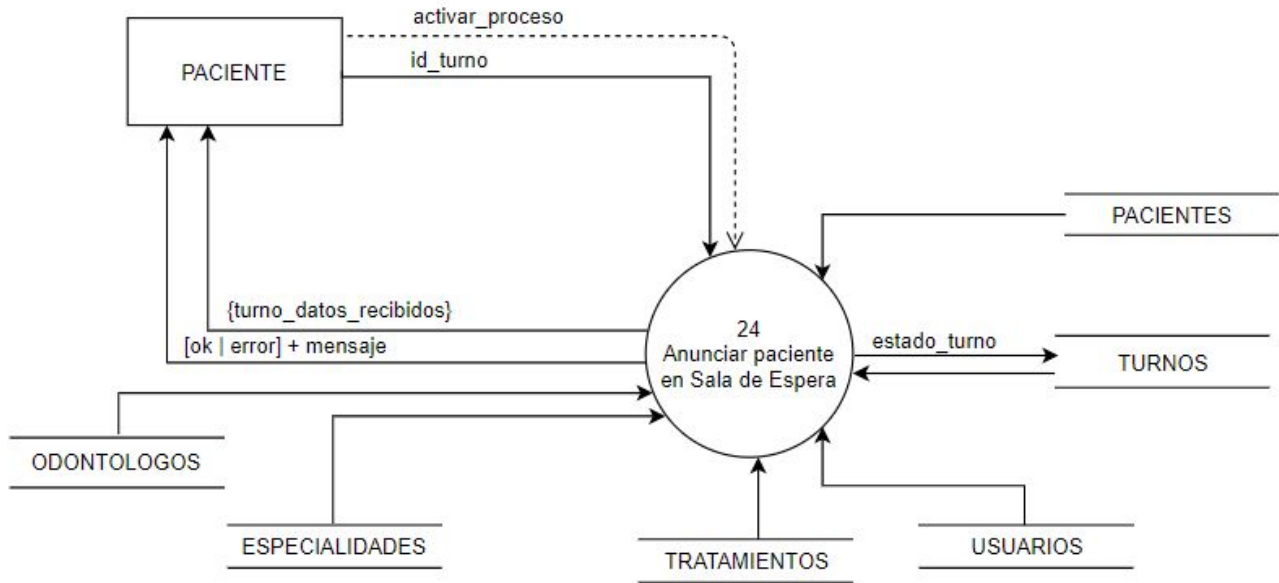 activar_proceso
PACIENTE
id_turno
PACIENTES
{turno_datos_recibidos}
[ok | error] + mensaje
24
Anunciar paciente
en Sala de Espera
estado_turno
TURNOS
ODONTOLOGOS
ESPECIALIDADES
TRATAMIENTOS
USUARIOS